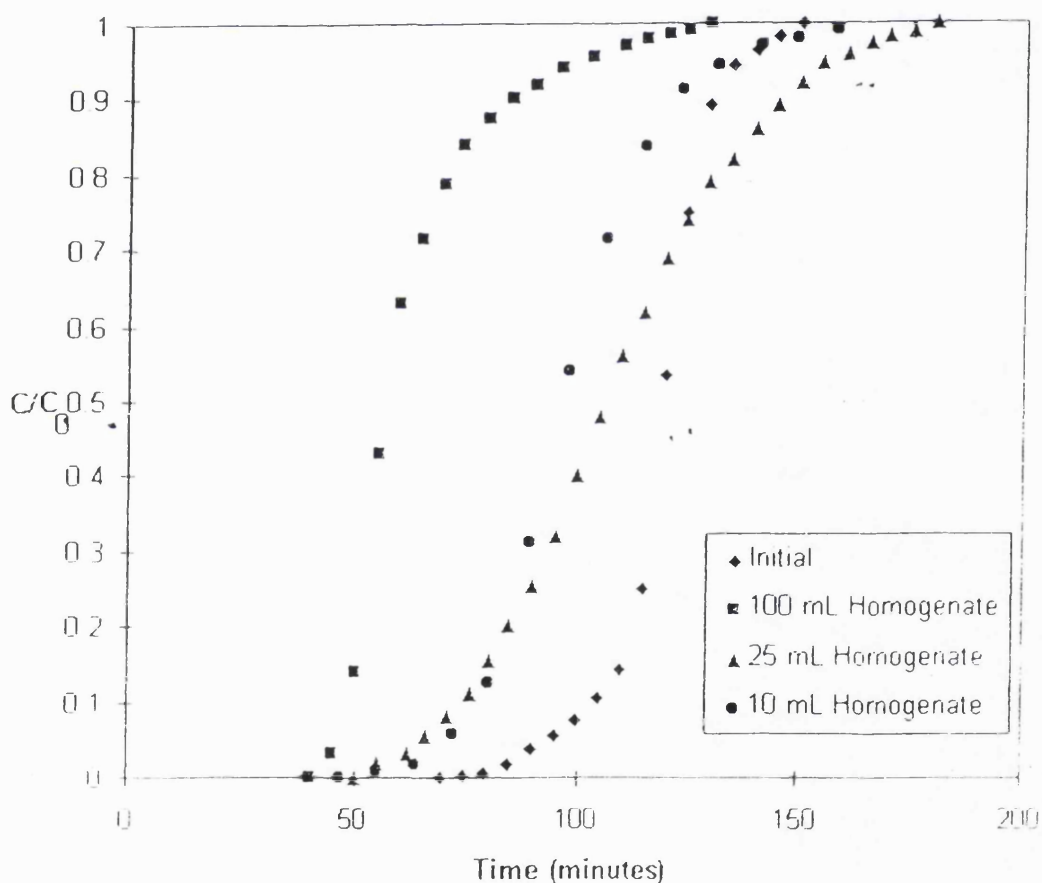 1
0.9
0.8
0.7
0.6
C/C0 0.5
0.4
0.3
0.2
0.1
0
0 50 100 150 200
Time (minutes)
Initial
100 mL Homogenate
25 mL Homogenate
10 mL Homogenate